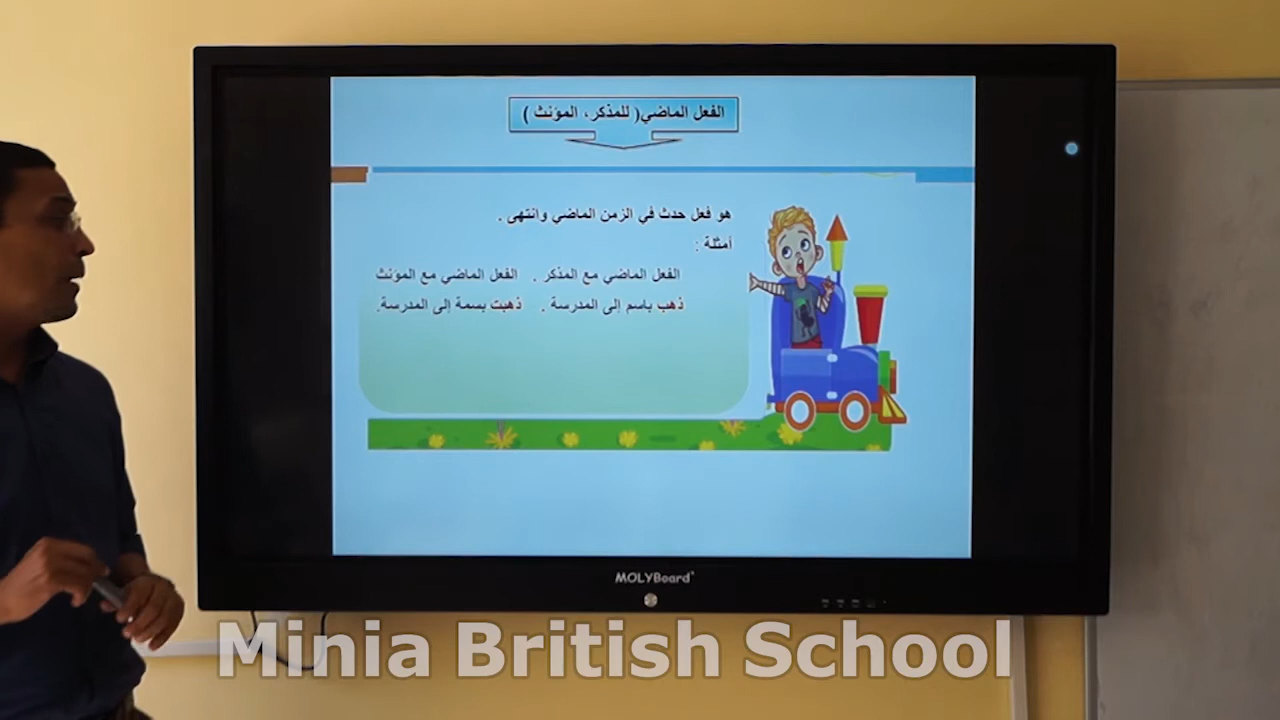 الفعل الماضي( للمذكر، المؤنث )
هو فعل حدث في الزمن الماضي وانتهى .
أمثلة :
الفعل الماضي مع المذكر . الفعل الماضي مع المؤنث
ذهب باسم إلى المدرسة . ذهبت بسمة إلى المدرسة.
MOLYBoard
Minia British School